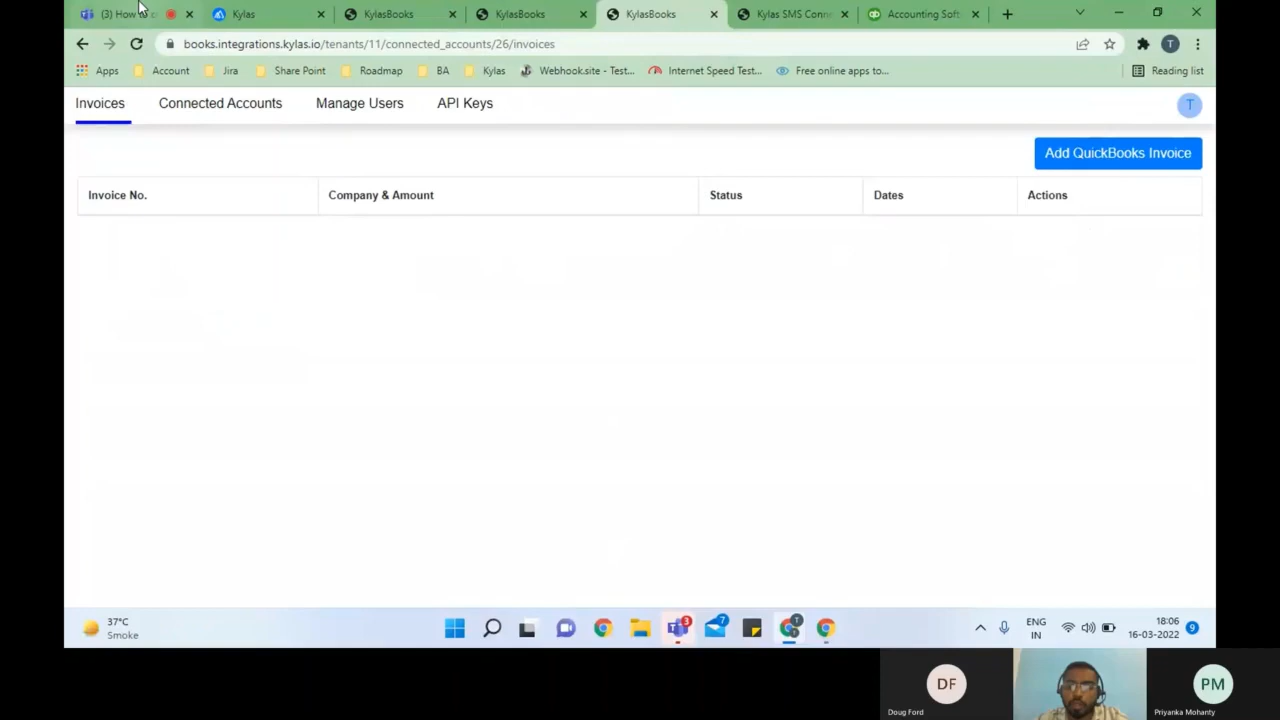 (3) How
Kylas
KylasBooks
KylasBooks
KylasBooks
Kylas SMS Conn
Accounting Soft
books.integrations.kylas.io/tenants/11/connected_accounts/26/invoices
T
Apps
Account
Jira
Share Point
Roadmap
BA
Kylas
Webhook.site - Test...
Internet Speed Test...
Free online apps to...
Reading list
Invoices
Connected Accounts
Manage Users
API Keys
T
Add QuickBooks Invoice
Invoice No.
Company & Amount
Status
Dates
Actions
37°C
Smoke
3
7
T
ENG
IN
18:06
16-03-2022
9
DF
Doug Ford
PM
Priyanka Mohanty